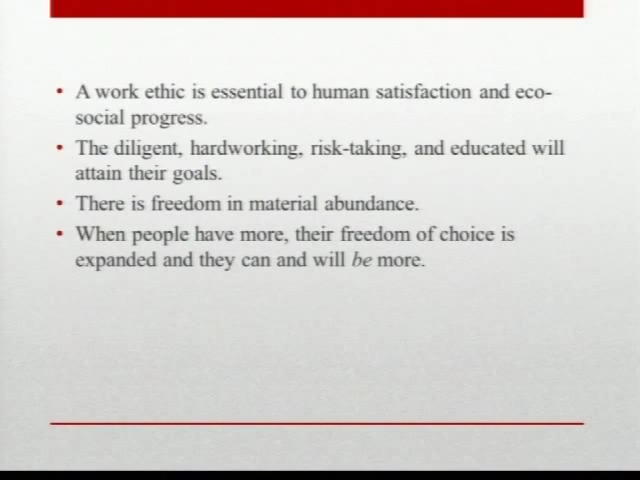 • A work ethic is essential to human satisfaction and eco-
social progress.
• The diligent, hardworking, risk-taking, and educated will
attain their goals.
• There is freedom in material abundance.
• When people have more, their freedom of choice is
expanded and they can and will be more.